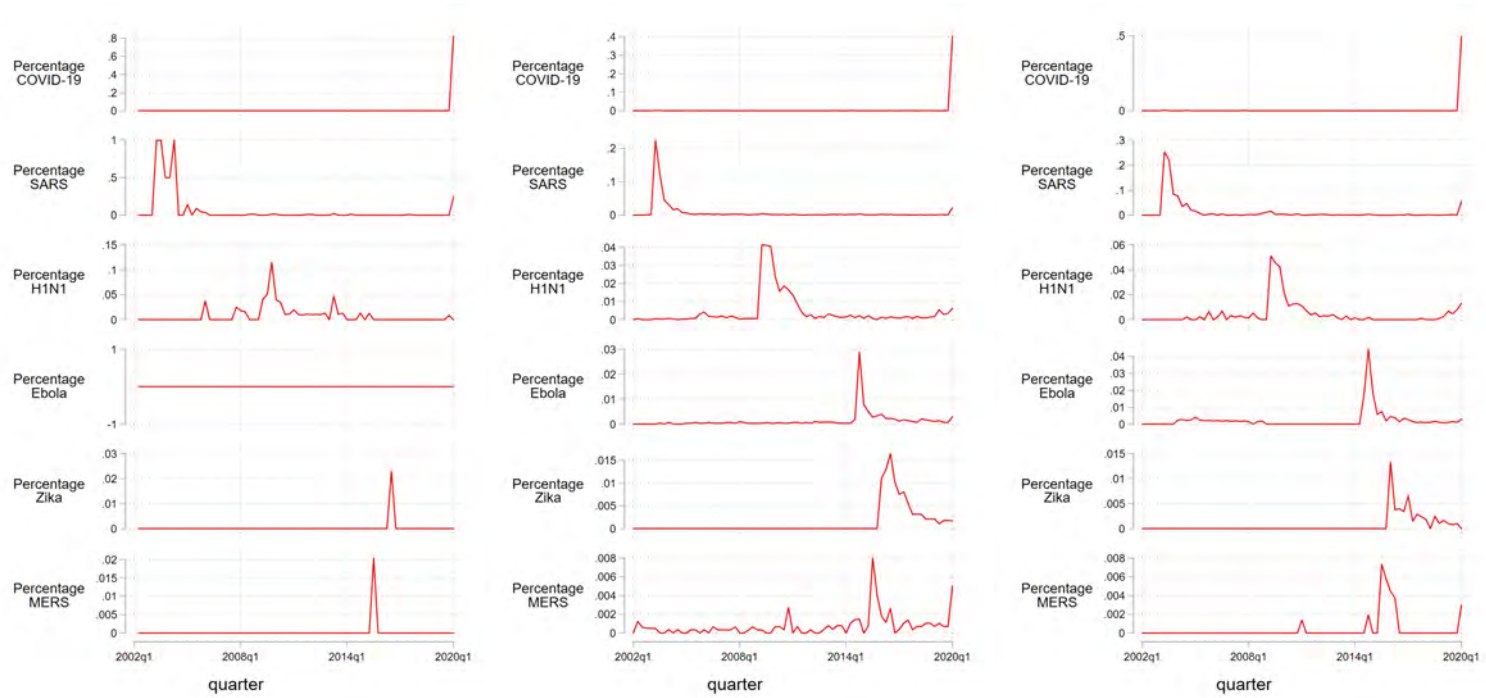 Percentage
COVID-19
.8
.6
.4
.2
0
Percentage
SARS
1
.5
0
Percentage
H1N1
.15
.1
.05
0
Percentage
Ebola
1
-1
Percentage
Zika
.03
.02
.01
0
Percentage
MERS
.02
.015
.01
.005
0
2002q1 2008q1 2014q1 2020q1
quarter
Percentage
COVID-19
.4
.3
.2
.1
0
Percentage
SARS
.2
.1
0
Percentage
H1N1
0.04
0.03
0.02
.01
0
Percentage
Ebola
.03
.02
.01
0
Percentage
Zika
.015
.01
.005
0
Percentage
MERS
.008
.006
.004
.002
0
2002q1 2008q1 2014q1 2020q1
quarter
Percentage
COVID-19
.5
0
Percentage
SARS
.3
.2
.1
0
Percentage
H1N1
.06
.04
.02
0
Percentage
Ebola
.04
.03
.02
.01
0
Percentage
Zika
.015
.01
.005
0
Percentage
MERS
.008
.006
.004
.002
0
2002q1 2008q1 2014q1 2020q1
quarter